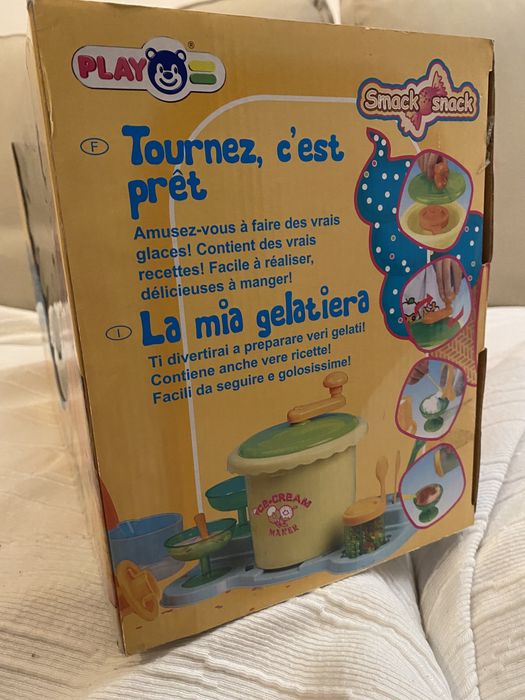 PLAY
®
Smack snack
F
Tournez, c'est
prêt
Amusez-vous à faire des vrais
glaces! Contient des vrais
recettes! Facile à réaliser,
délicieuses à manger!
I
La mia gelatiera
Ti divertirai a preparare veri gelati!
Contiene anche vere ricette!
Facili da seguire e golosissime!
ICE-CREAM
MAKER